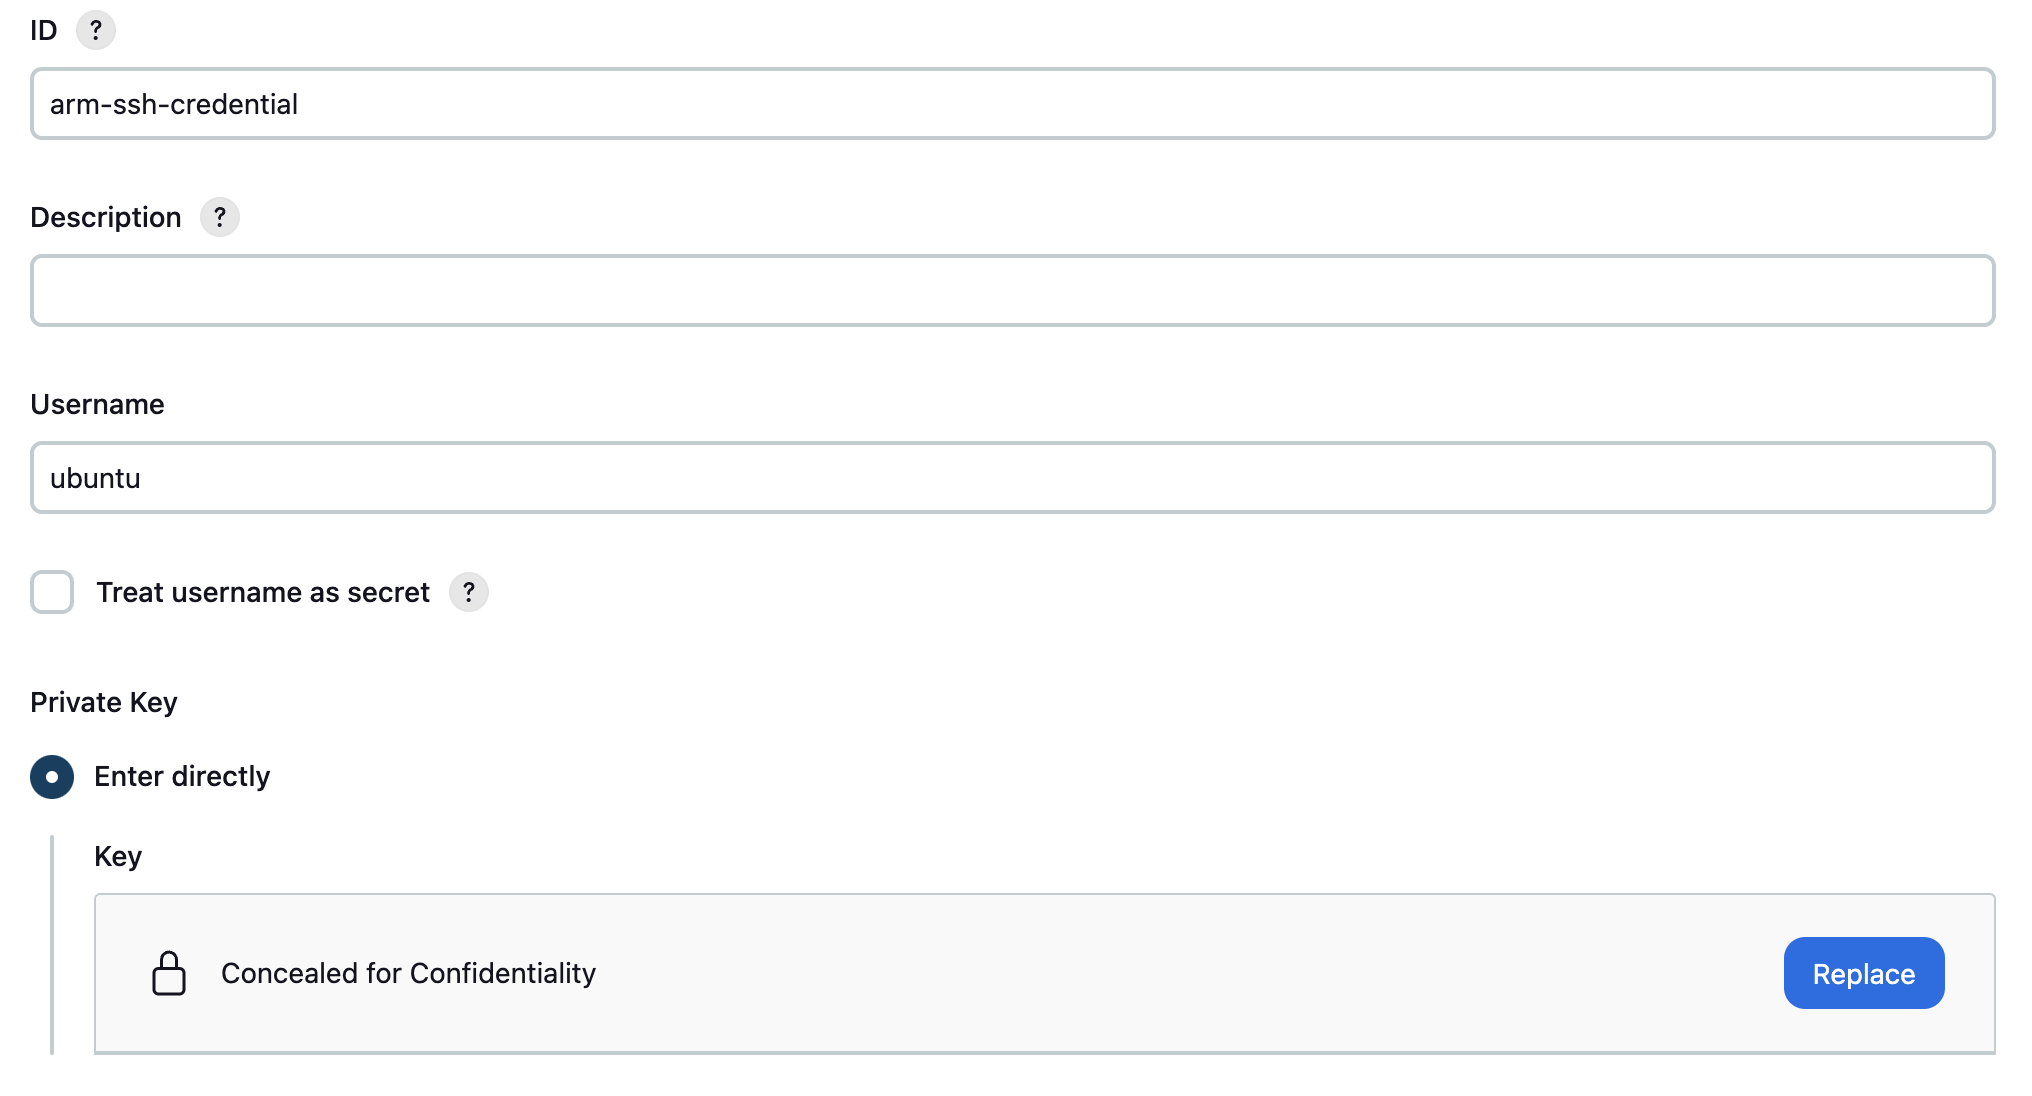 ID ?
arm-ssh-credential
Description ?
Username
ubuntu
Treat username as secret ?
Private Key
Enter directly
Key
Concealed for Confidentiality Replace